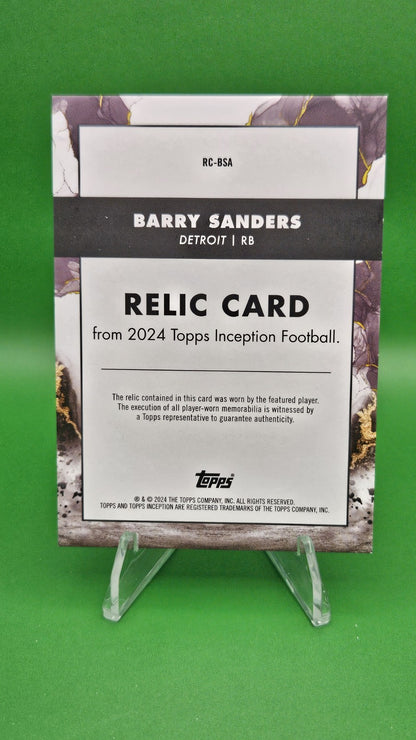 RC-BSA
BARRY SANDERS
DETROIT | RB
RELIC CARD
from 2024 Topps Inception Football.
The relic contained in this card was worn by the featured player.
The execution of all player-worn memorabilia is witnessed by
a Topps representative to guarantee authenticity.
Topps
® & © 2024 THE TOPPS COMPANY, INC. ALL RIGHTS RESERVED.
TOPPS AND TOPPS INCEPTION ARE REGISTERED TRADEMARKS OF THE TOPPS COMPANY, INC.